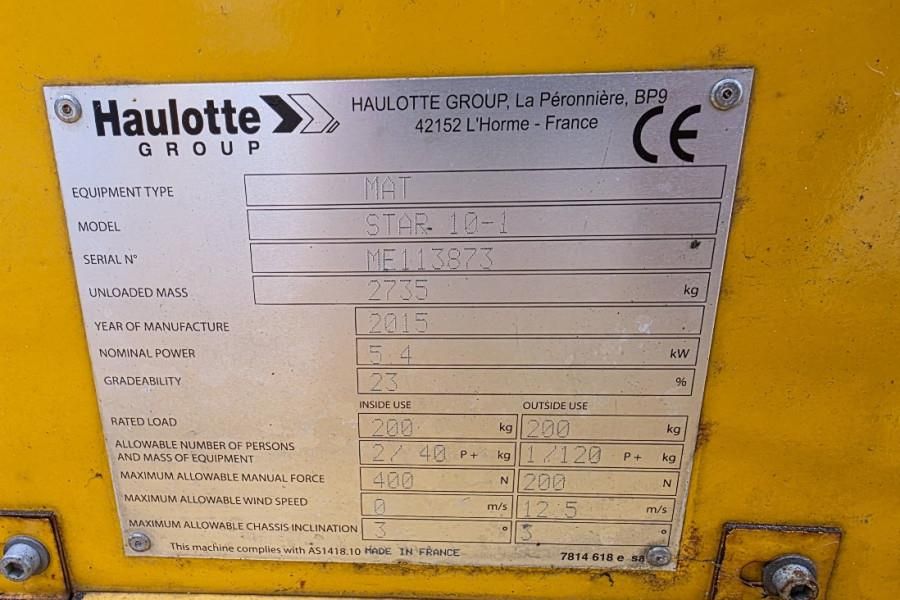 Haulotte
GROUP
HAULOTTE GROUP, La Péronnière, BP9
42152 L'Horme - France
CE
EQUIPMENT TYPE MAT
MODEL STAR 10-1
SERIAL N° ME113873
UNLOADED MASS 2735 kg
YEAR OF MANUFACTURE 2015
NOMINAL POWER 5.4 kW
GRADEABILITY 23 %
INSIDE USE OUTSIDE USE
RATED LOAD 200 kg 200 kg
ALLOWABLE NUMBER OF PERSONS
AND MASS OF EQUIPMENT 2/ 40 P+ kg 1/120 P+ kg
MAXIMUM ALLOWABLE MANUAL FORCE 400 N 200 N
MAXIMUM ALLOWABLE WIND SPEED 0 m/s 12.5 m/s
MAXIMUM ALLOWABLE CHASSIS INCLINATION 3 ° 3 °
This machine complies with AS1418.10 MADE IN FRANCE 7814 618 e sa